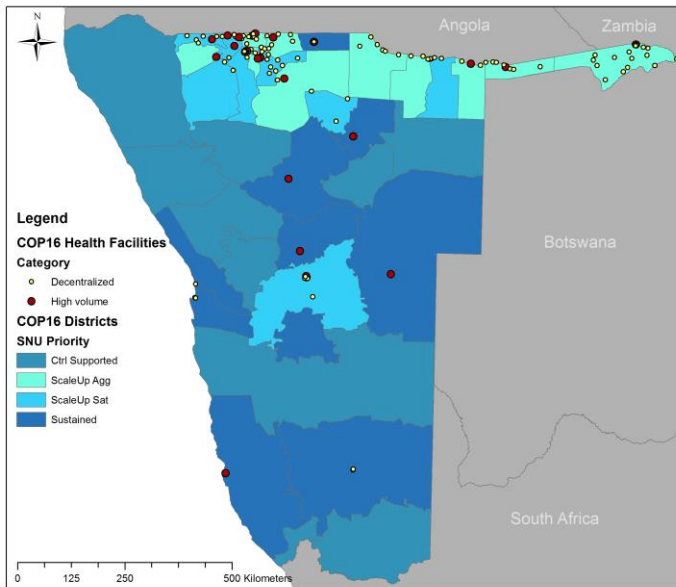 Angola
Zambia
N
Botswana
South Africa
Legend
COP16 Health Facilities
Category
Decentralized
High volume
COP16 Districts
SNU Priority
Ctrl Supported
ScaleUp Agg
ScaleUp Sat
Sustained
0 125 250 500 Kilometers